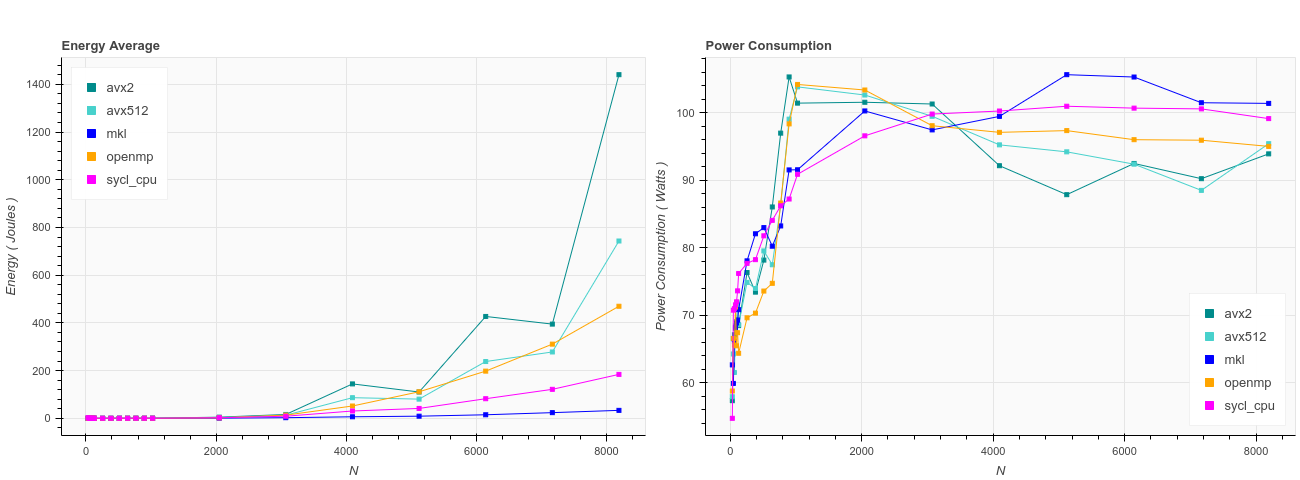 Energy Average
Energy ( Joules )
1400
1200
1000
800
600
400
200
0
avx2
avx512
mkl
openmp
sycl_cpu
0 2000 4000 6000 8000
N
Power Consumption
Power Consumption ( Watts )
100
90
80
70
60
avx2
avx512
mkl
openmp
sycl_cpu
0 2000 4000 6000 8000
N